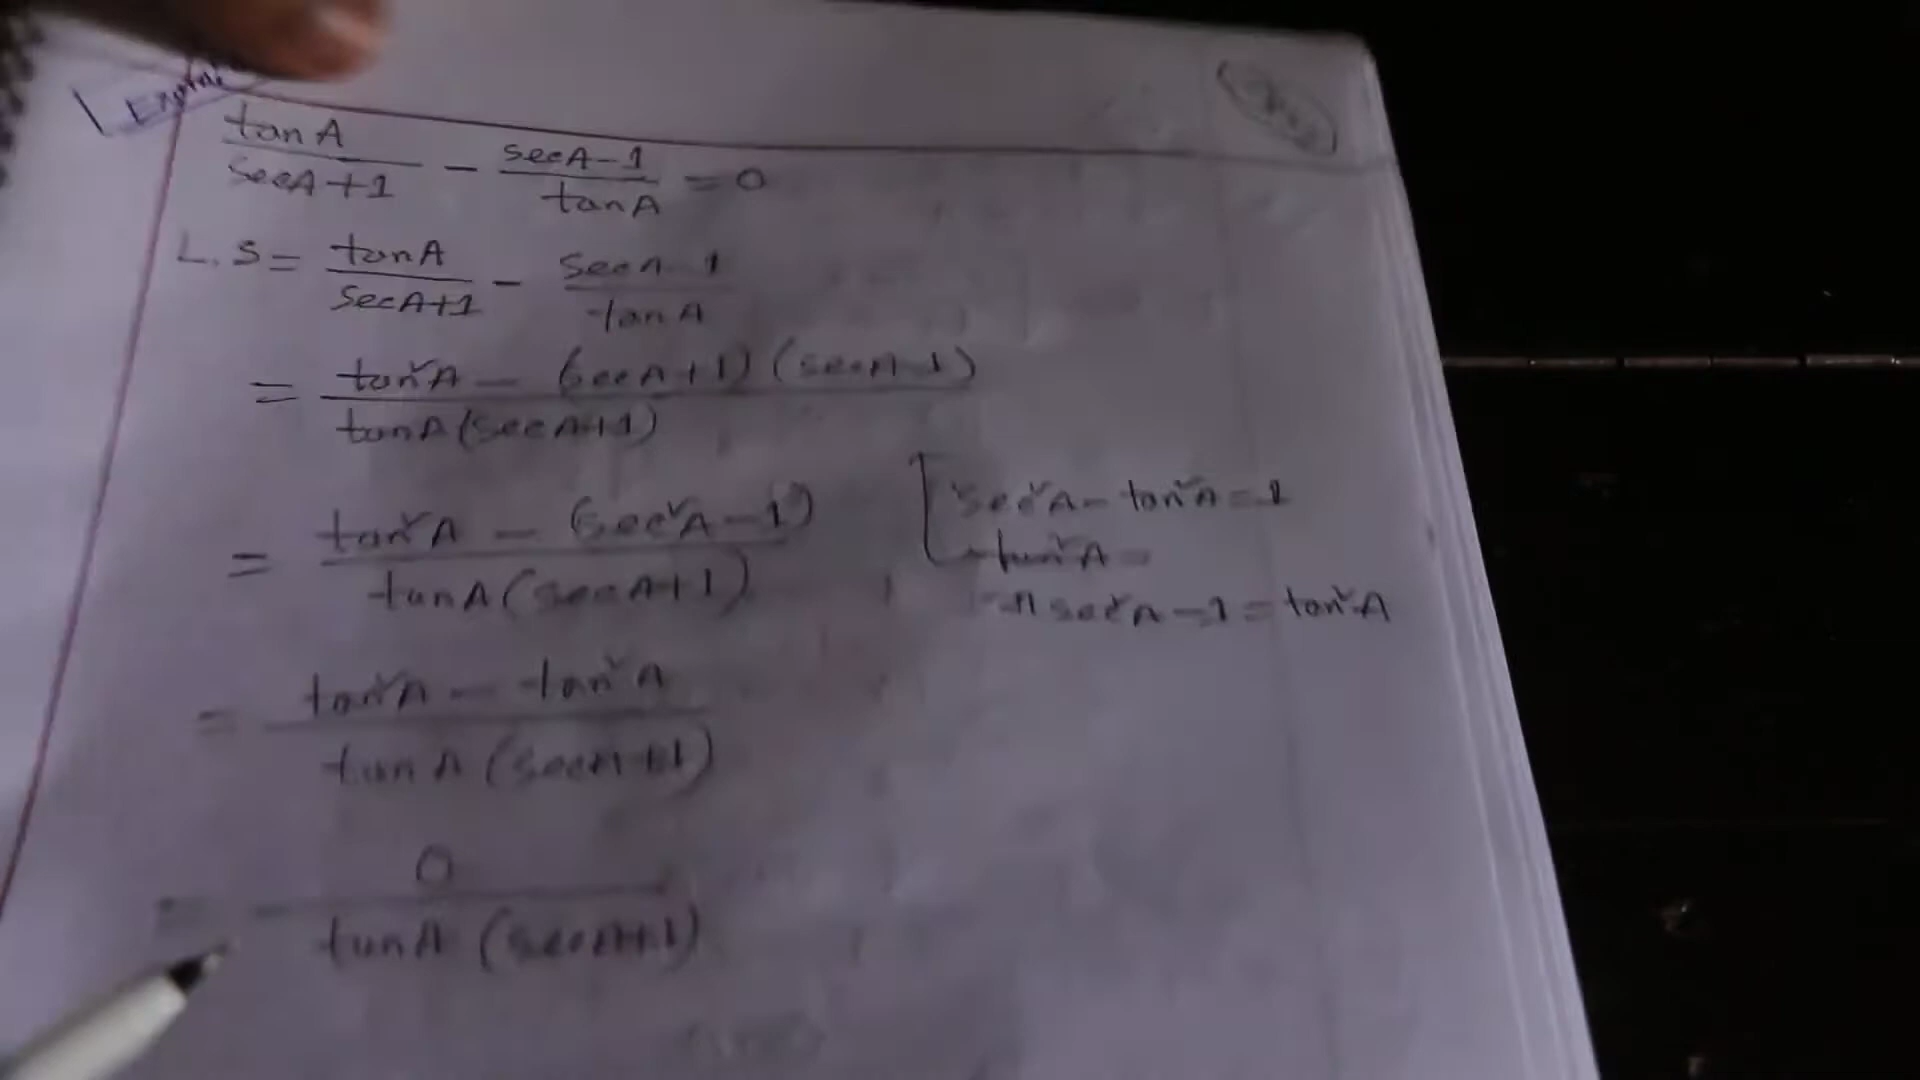 tanA/secA+1 - secA-1/tanA = 0
L.S = tanA/secA+1 - secA-1/tanA
= tan²A - (secA+1)(secA-1)/tanA(secA+1)
= tan²A - (sec²A-1)/tanA(secA+1)
[sec²A - tan²A = 1
tan²A =
sec²A - 1 = tan²A
= tan²A - tan²A/tanA(secA+1)
= 0/tanA(secA+1)